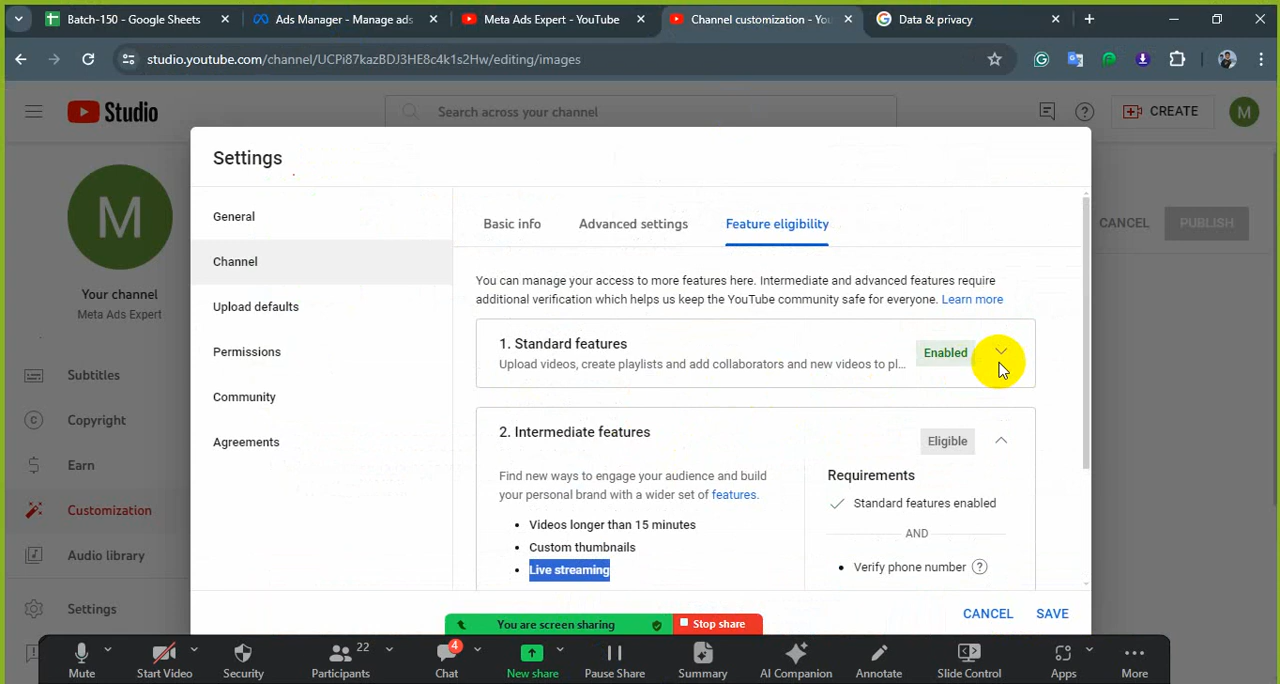 Batch-150 - Google Sheets
Ads Manager - Manage ads
Meta Ads Expert - YouTube
Channel customization - You
Data & privacy
studio.youtube.com/channel/UCPi87kazBDJ3HE8c4k1s2Hw/editing/images
Studio
Search across your channel
CREATE
M
M
Your channel
Meta Ads Expert
Subtitles
Copyright
Earn
Customization
Audio library
Settings
CANCEL
PUBLISH
Settings
General
Channel
Upload defaults
Permissions
Community
Agreements
Basic info
Advanced settings
Feature eligibility
You can manage your access to more features here. Intermediate and advanced features require
additional verification which helps us keep the YouTube community safe for everyone. Learn more
1. Standard features
Upload videos, create playlists and add collaborators and new videos to pl...
Enabled
2. Intermediate features
Eligible
Find new ways to engage your audience and build
your personal brand with a wider set of features.
• Videos longer than 15 minutes
• Custom thumbnails
• Live streaming
Requirements
Standard features enabled
AND
• Verify phone number
CANCEL
SAVE
You are screen sharing
Stop share
Mute
Start Video
Security
Participants
22
Chat
4
New share
Pause Share
Summary
AI Companion
Annotate
Slide Control
Apps
More